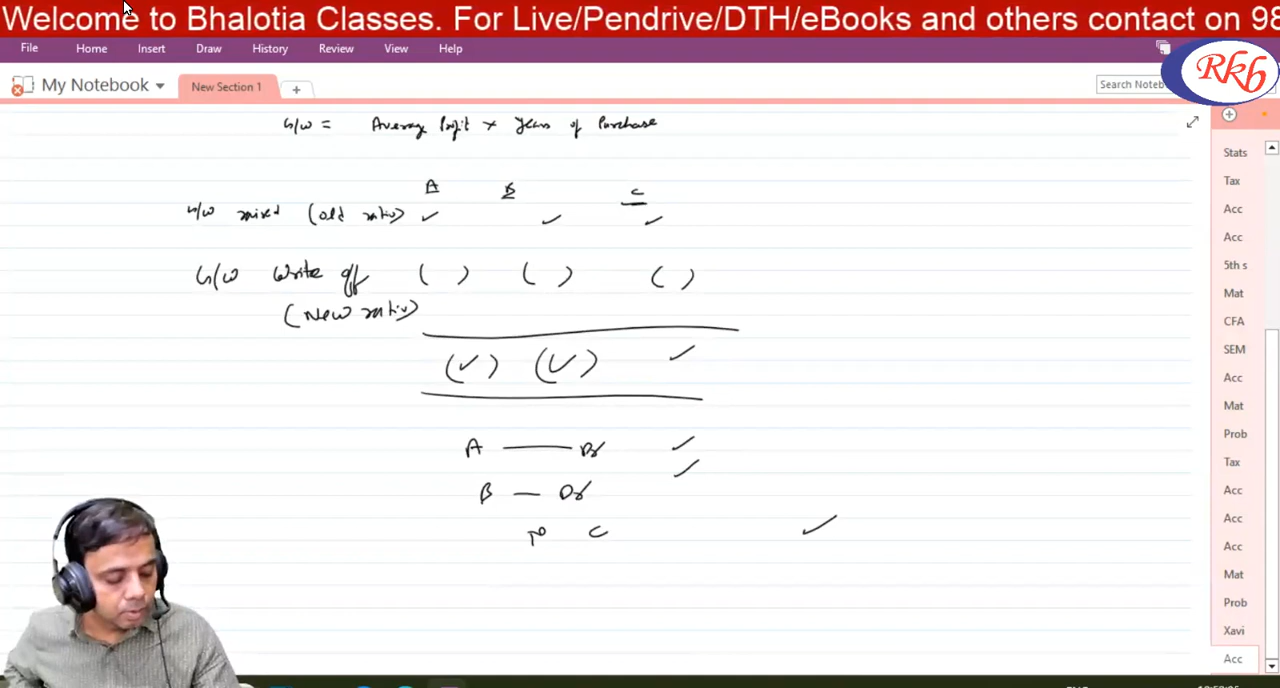 Welcome to Bhalotia Classes. For Live/Pendrive/DTH/eBooks and others contact on 98
File Home Insert Draw History Review View Help
Rkb
My Notebook New Section 1 + Search Noteb
G/W = Average Profit × Years of Purchase
A B C
G/W raised (old ratio) ✓ ✓ ✓
G/W Write off ( ) ( ) ( )
(New ratio)
(✓) (✓) ✓
A — Dr ✓
B — Dr ✓
To C ✓
Stats
Tax
Acc
Acc
5th s
Mat
CFA
SEM
Acc
Mat
Prob
Tax
Acc
Acc
Acc
Mat
Prob
Xavi
Acc